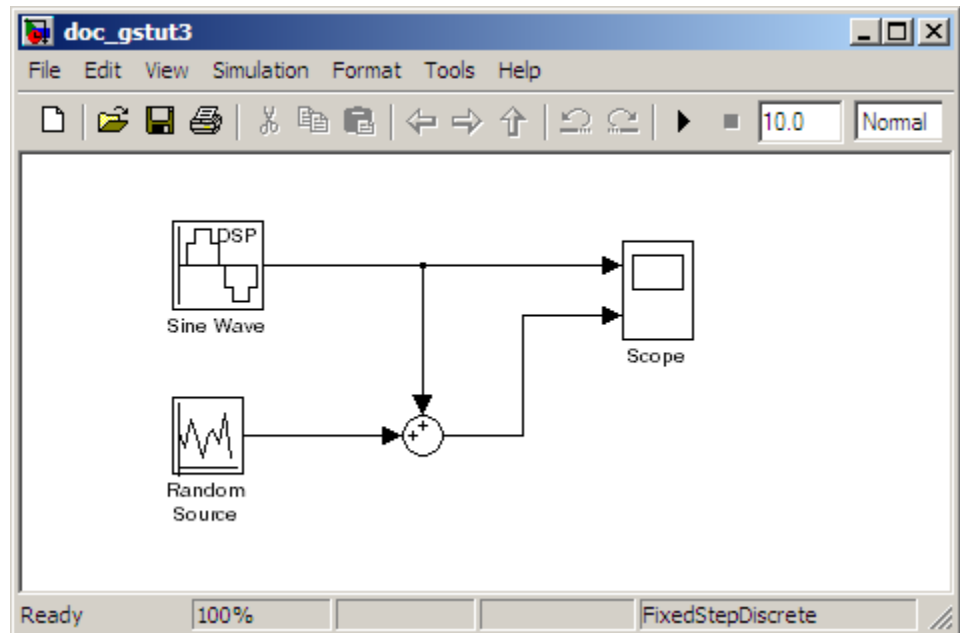 doc_gstut3
File Edit View Simulation Format Tools Help
10.0 Normal
DSP
Sine Wave
Scope
+ +
Random
Source
Ready 100% FixedStepDiscrete